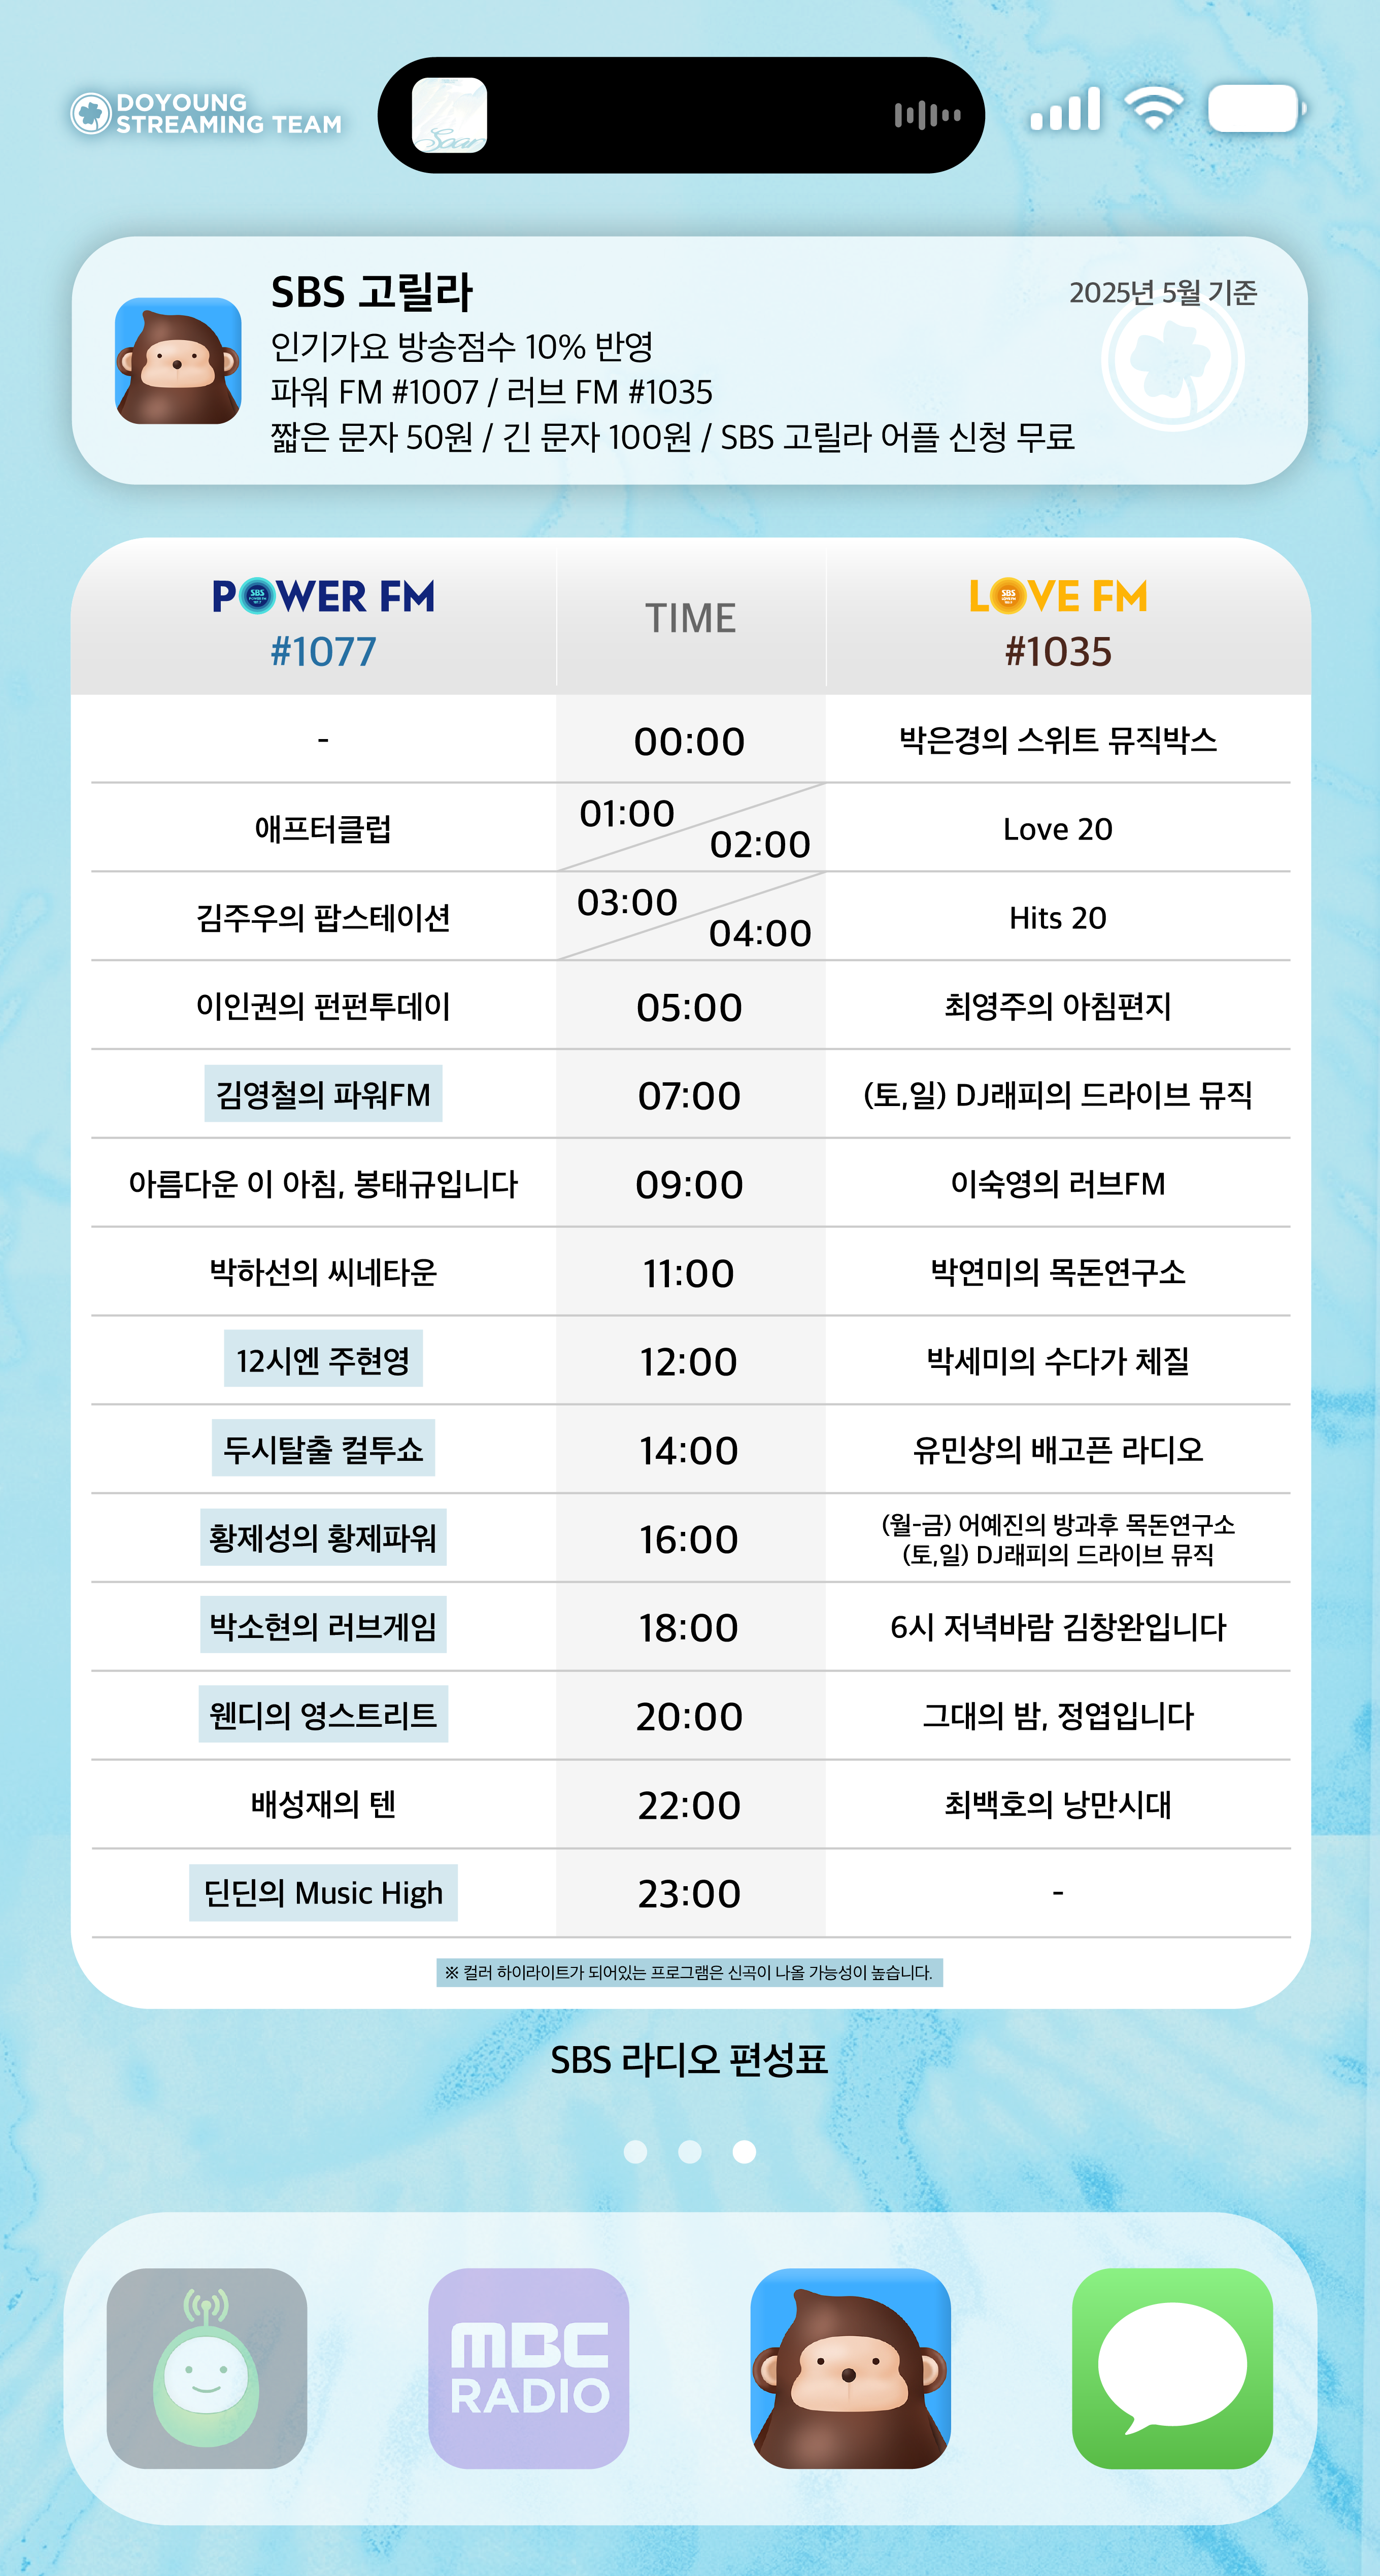 DOYOUNG
STREAMING TEAM
Soar
SBS 고릴라
2025년 5월 기준
인기가요 방송점수 10% 반영
파워 FM #1007 / 러브 FM #1035
짧은 문자 50원 / 긴 문자 100원 / SBS 고릴라 어플 신청 무료
POWER FM
#1077
TIME
LOVE FM
#1035
- 00:00 박은경의 스위트 뮤직박스
애프터클럽 01:00 02:00 Love 20
김주우의 팝스테이션 03:00 04:00 Hits 20
이인권의 펀펀투데이 05:00 최영주의 아침편지
김영철의 파워FM 07:00 (토,일) DJ래피의 드라이브 뮤직
아름다운 이 아침, 봉태규입니다 09:00 이숙영의 러브FM
박하선의 씨네타운 11:00 박연미의 목돈연구소
12시엔 주현영 12:00 박세미의 수다가 체질
두시탈출 컬투쇼 14:00 유민상의 배고픈 라디오
황제성의 황제파워 16:00 (월-금) 어예진의 방과후 목돈연구소
(토,일) DJ래피의 드라이브 뮤직
박소현의 러브게임 18:00 6시 저녁바람 김창완입니다
웬디의 영스트리트 20:00 그대의 밤, 정엽입니다
배성재의 텐 22:00 최백호의 낭만시대
딘딘의 Music High 23:00 -
※ 컬러 하이라이트가 되어있는 프로그램은 신곡이 나올 가능성이 높습니다.
SBS 라디오 편성표
MBC
RADIO